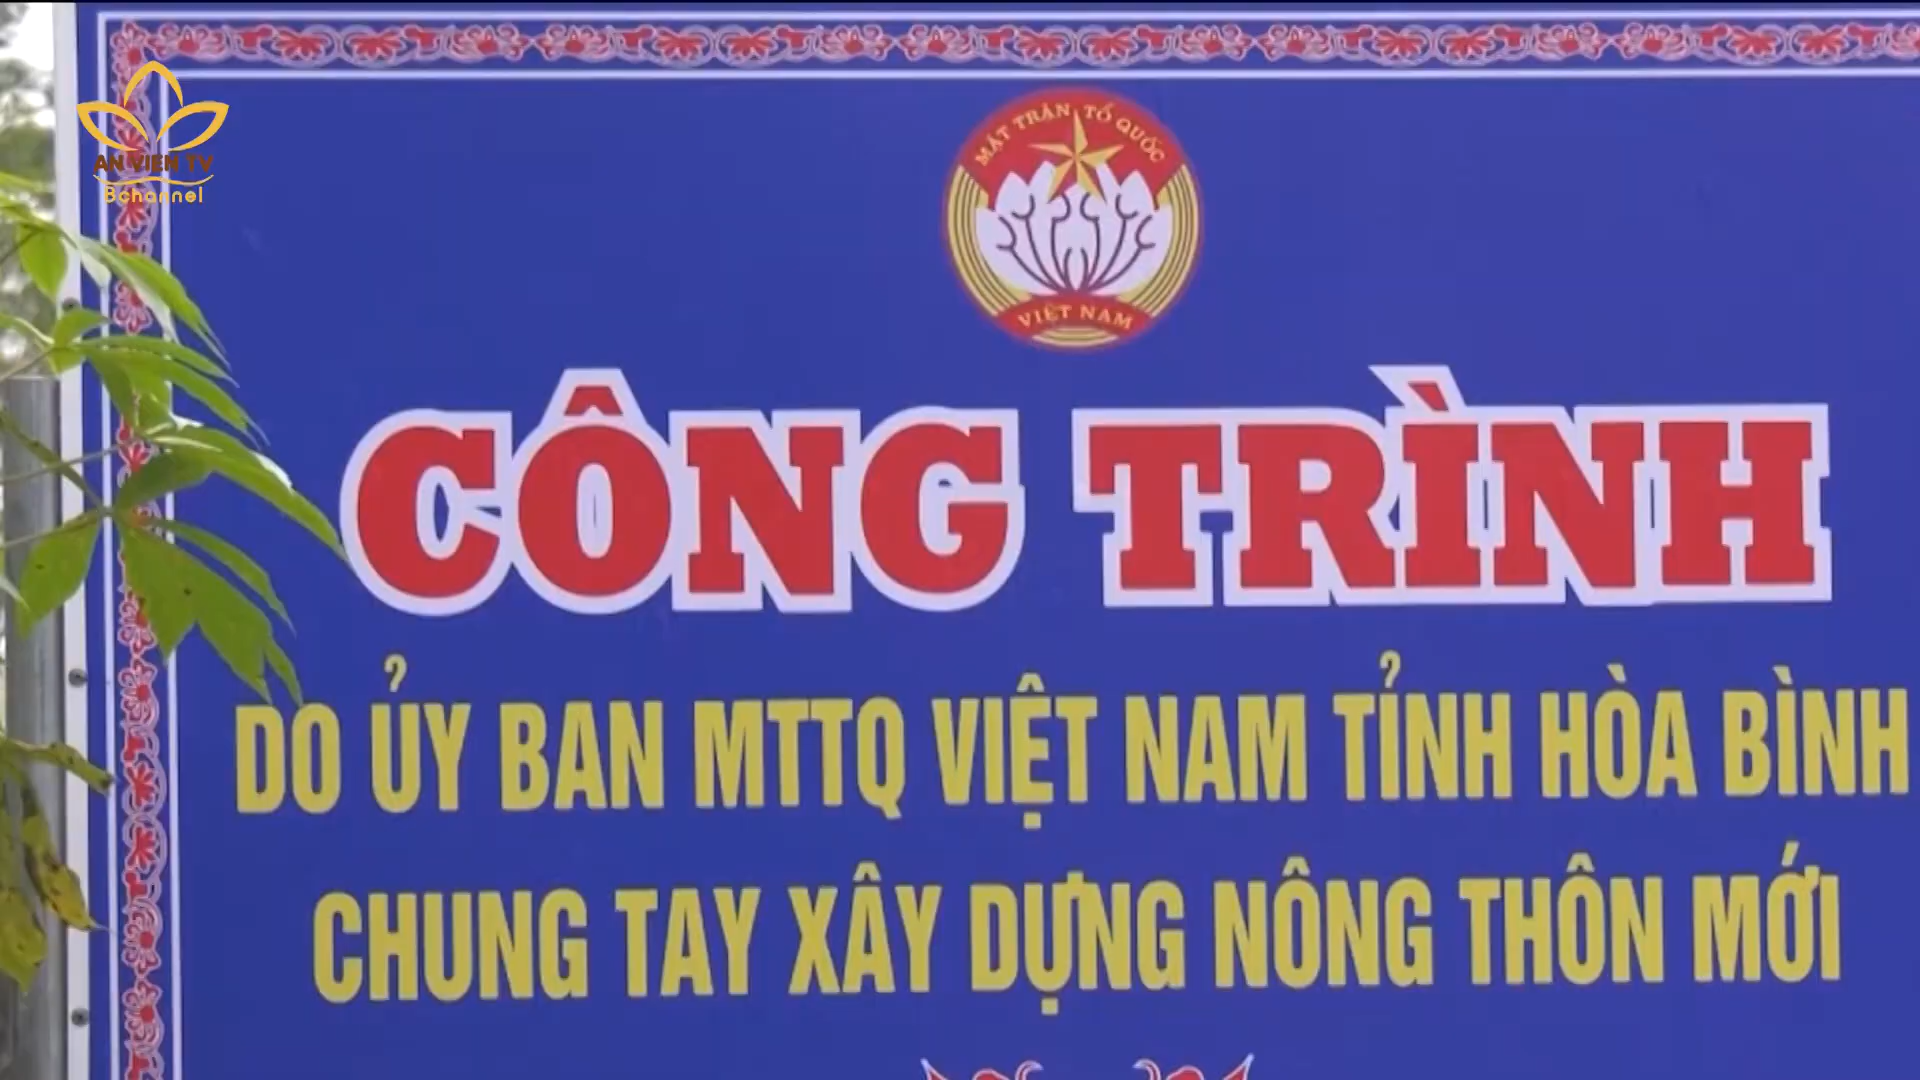 AN VIEN TV
Bchannel
MẶT TRẬN TỔ QUỐC
VIỆT NAM
CÔNG TRÌNH
DO ỦY BAN MTTQ VIỆT NAM TỈNH HÒA BÌNH
CHUNG TAY XÂY DỰNG NÔNG THÔN MỚI